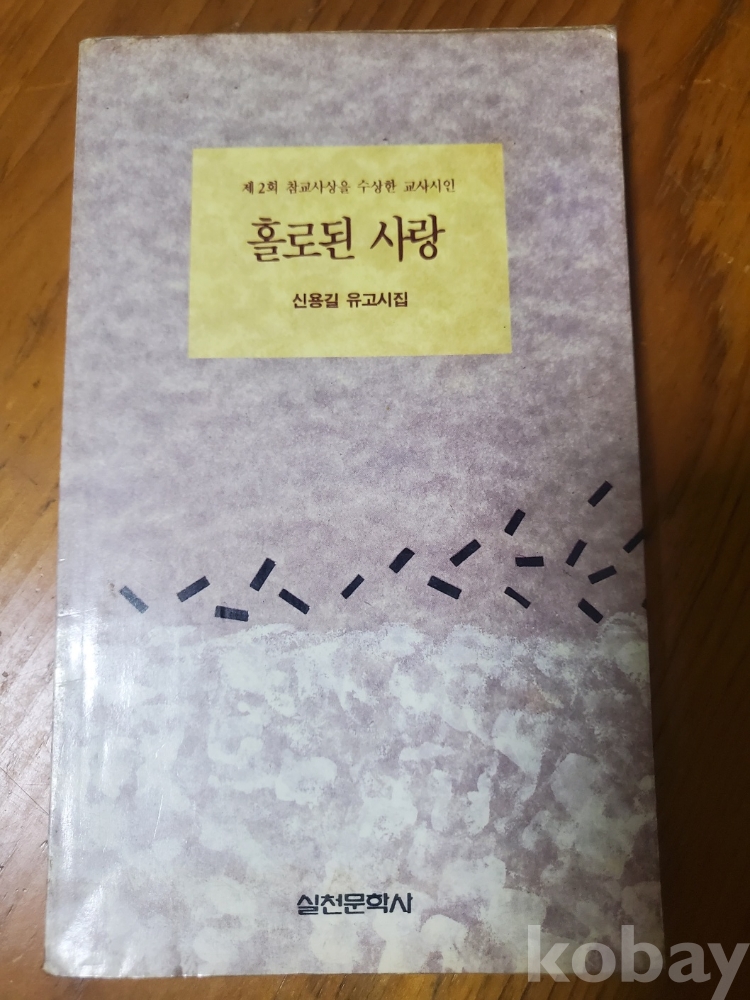 제2회 참교사상을 수상한 교사시인
홀로된 사랑
신용길 유고시집
실천문학사
kobay